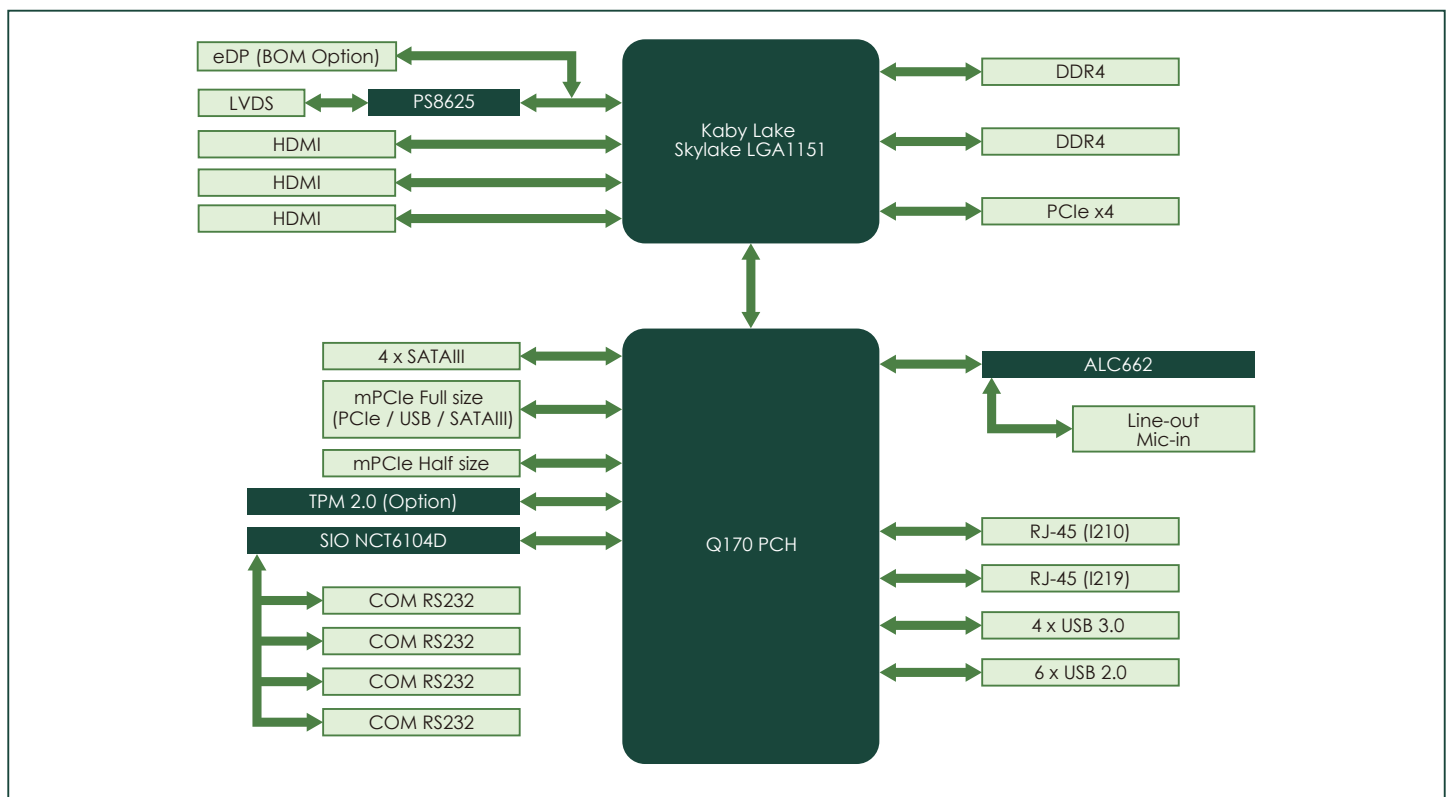 eDP (BOM Option)
LVDS
PS8625
HDMI
HDMI
HDMI
Kaby Lake
Skylake LGA1151
DDR4
DDR4
PCIe x4
4 x SATAIII
mPCIe Full size
(PCIe / USB / SATAIII)
mPCIe Half size
TPM 2.0 (Option)
SIO NCT6104D
COM RS232
COM RS232
COM RS232
COM RS232
Q170 PCH
ALC662
Line-out
Mic-in
RJ-45 (I210)
RJ-45 (I219)
4 x USB 3.0
6 x USB 2.0